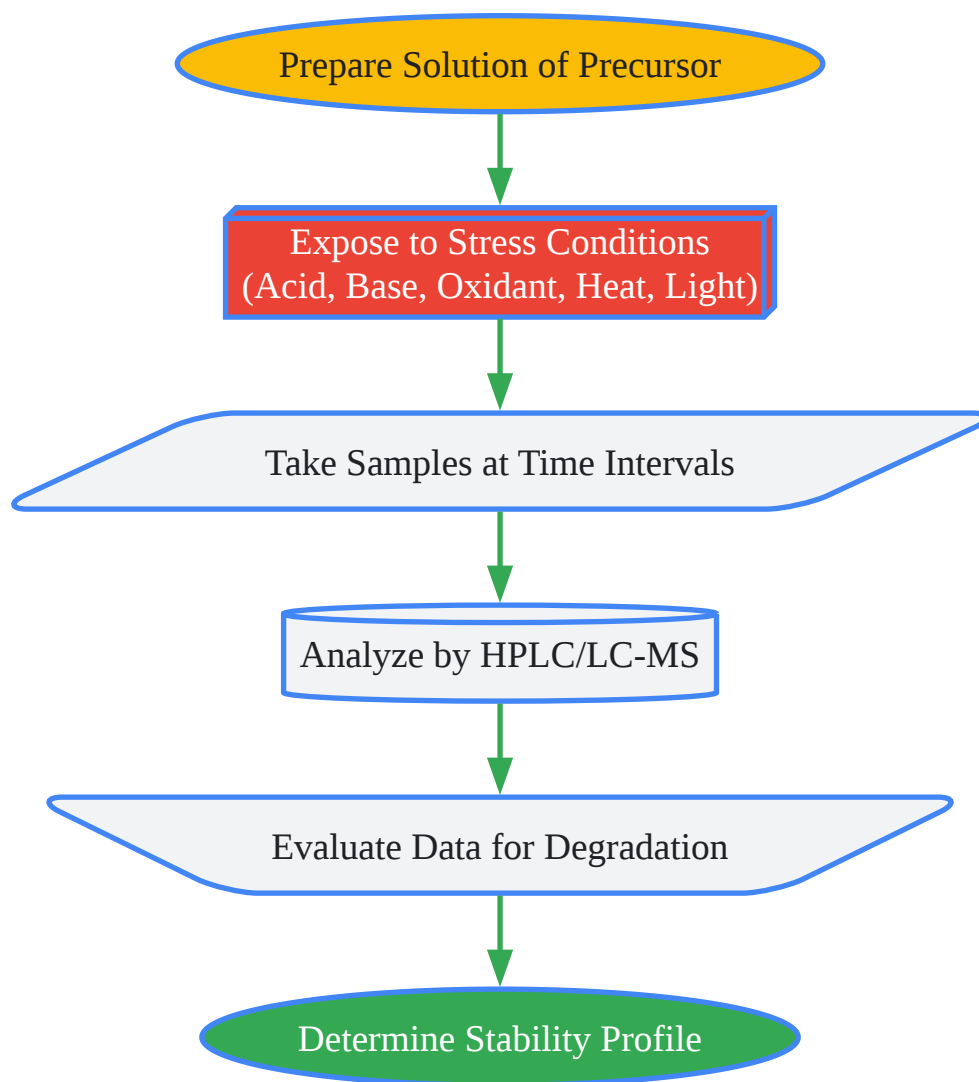 Prepare Solution of Precursor
Expose to Stress Conditions
(Acid, Base, Oxidant, Heat, Light)
Take Samples at Time Intervals
Analyze by HPLC/LC-MS
Evaluate Data for Degradation
Determine Stability Profile